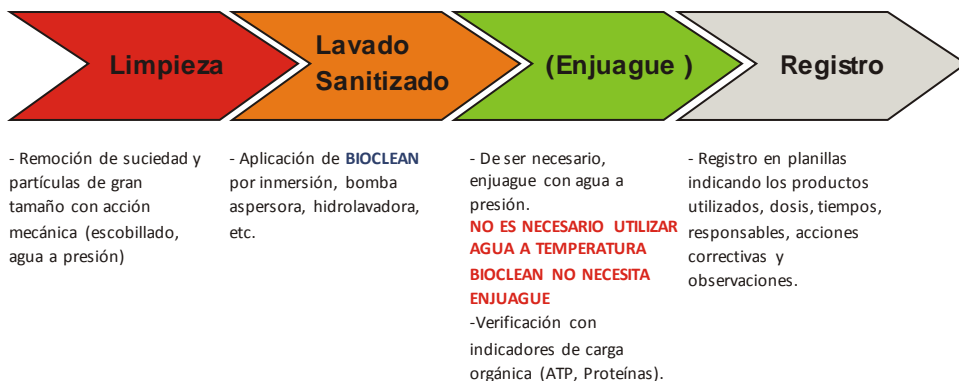 Limpieza
Lavado
Sanitizado
(Enjuague )
Registro
- Remoción de suciedad y
partículas de gran
tamaño con acción
mecánica (escobillado,
agua a presión)
- Aplicación de BIOCLEAN
por inmersión, bomba
aspersora, hidrolavadora,
etc.
- De ser necesario,
enjuague con agua a
presión.
NO ES NECESARIO UTILIZAR
AGUA A TEMPERATURA
BIOCLEAN NO NECESITA
ENJUAGUE
-Verificación con
indicadores de carga
orgánica (ATP, Proteínas).
- Registro en planillas
indicando los productos
utilizados, dosis, tiempos,
responsables, acciones
correctivas y
observaciones.